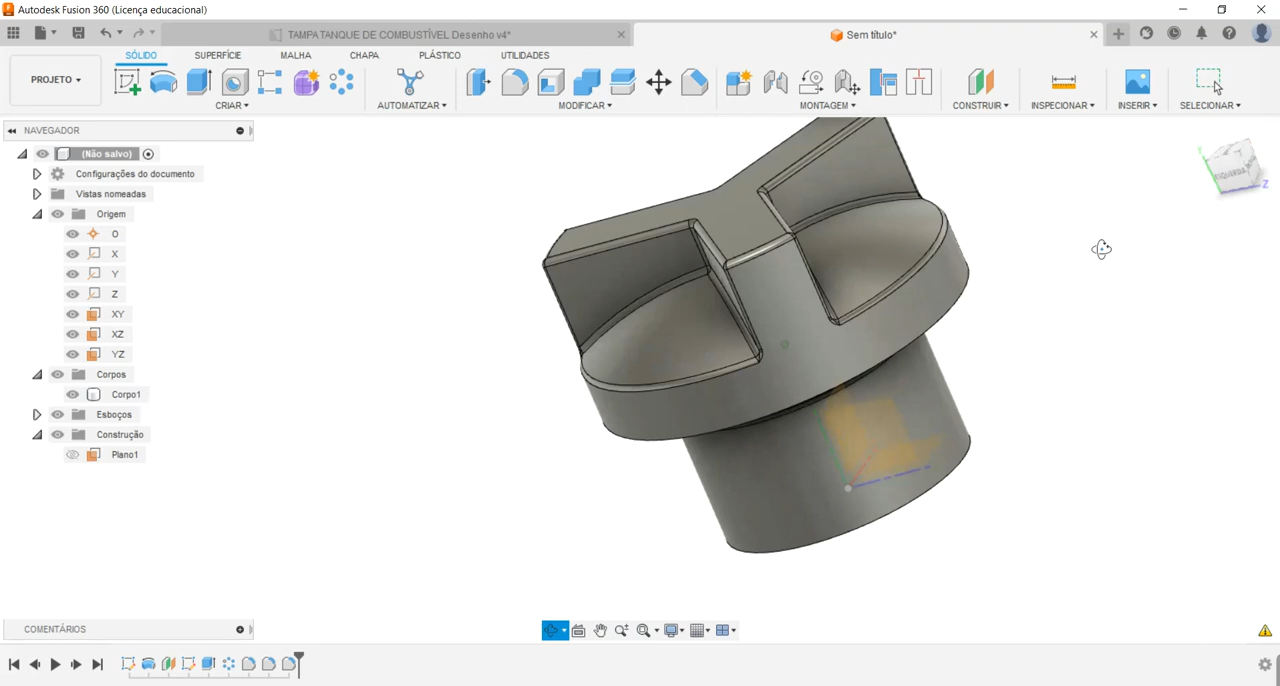 Autodesk Fusion 360 (Licença educacional)
TAMPA TANQUE DE COMBUSTÍVEL Desenho v4*
Sem título*
SÓLIDO SUPERFÍCIE MALHA CHAPA PLÁSTICO UTILIDADES
PROJETO
CRIAR AUTOMATIZAR MODIFICAR MONTAGEM CONSTRUIR INSPECIONAR INSERIR SELECIONAR
NAVEGADOR
(Não salvo)
Configurações do documento
Vistas nomeadas
Origem
O
X
Y
Z
XY
XZ
YZ
Corpos
Corpo1
Esboços
Construção
Plano1
ESQUERDA
Z
COMENTÁRIOS